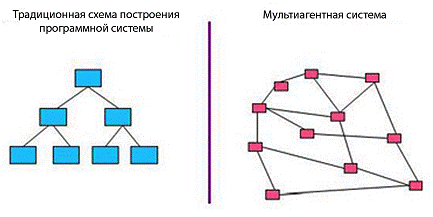 Традиционная схема построения
программной системы
Мультиагентная система